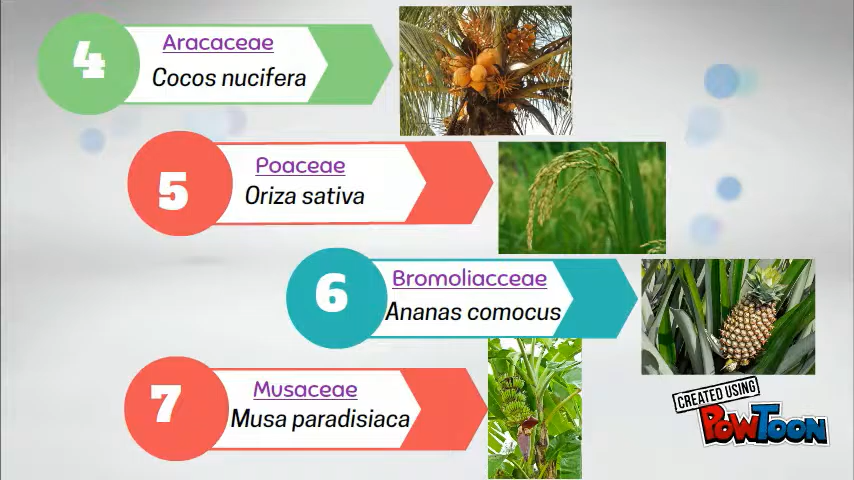 4
Aracaceae
Cocos nucifera
5
Poaceae
Oriza sativa
6
Bromoliacceae
Ananas comocus
7
Musaceae
Musa paradisiaca
CREATED USING
POWTOON